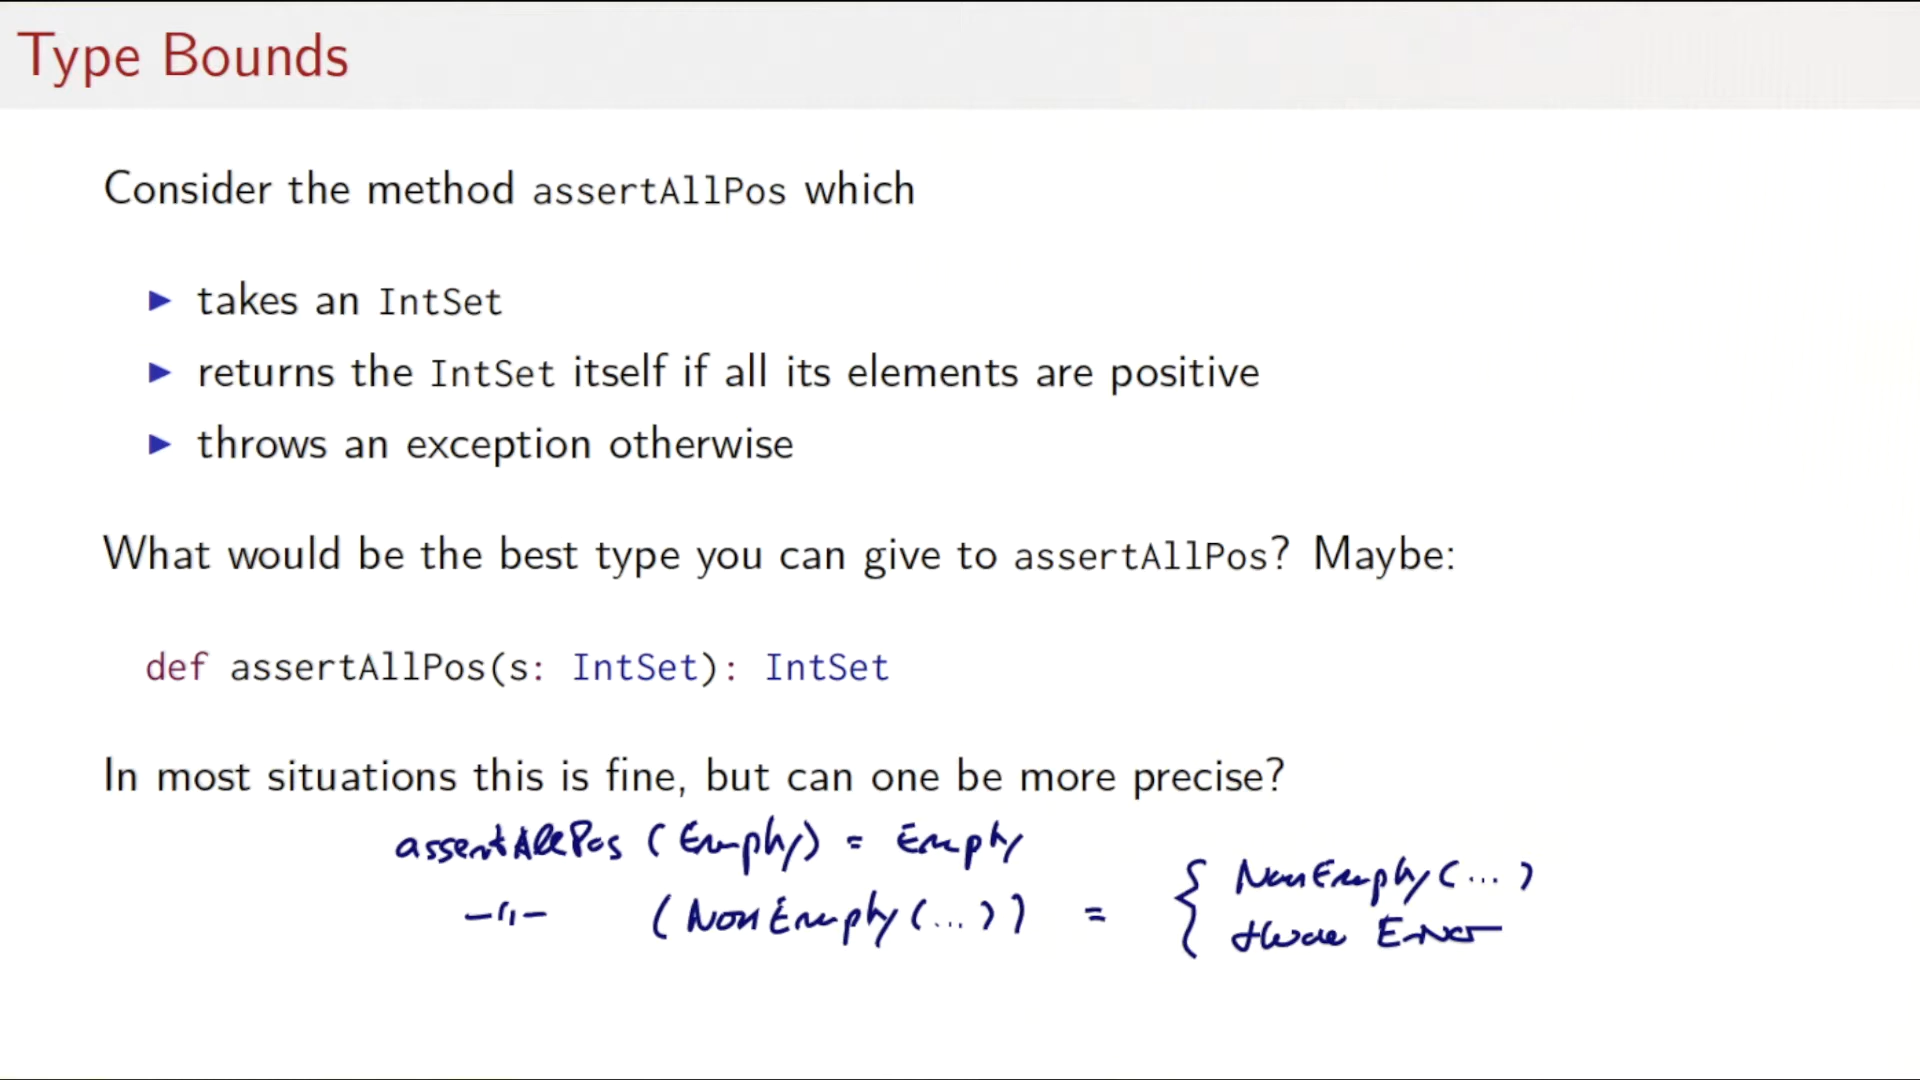 Type Bounds
Consider the method assertAllPos which
▶ takes an IntSet
▶ returns the IntSet itself if all its elements are positive
▶ throws an exception otherwise
What would be the best type you can give to assertAllPos? Maybe:
def assertAllPos(s: IntSet): IntSet
In most situations this is fine, but can one be more precise?
assertAllPos (Empty) = Empty
–"– (NonEmpty(...)) = { NonEmpty(...)
throw Error